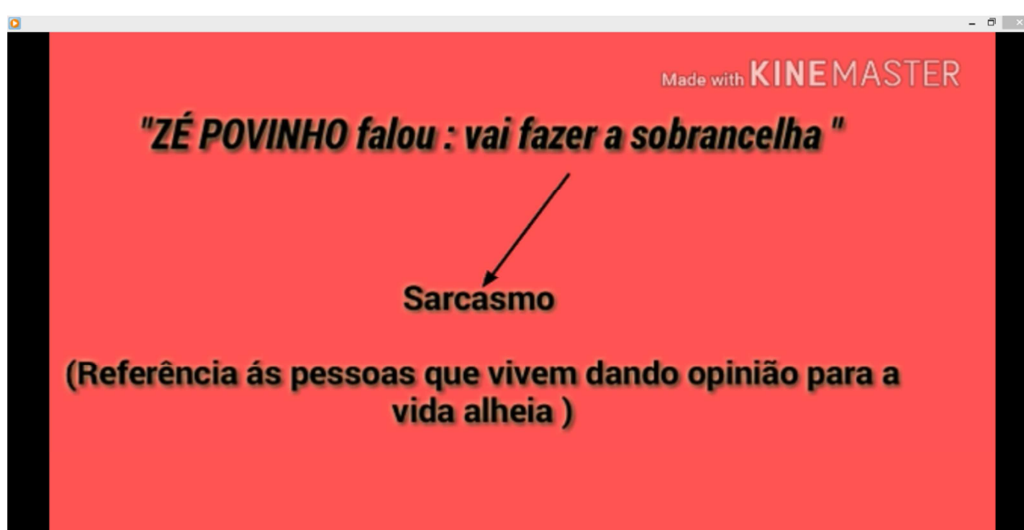 Made with KINEMASTER
"ZÉ POVINHO falou : vai fazer a sobrancelha "
Sarcasmo
(Referência ás pessoas que vivem dando opinião para a
vida alheia )